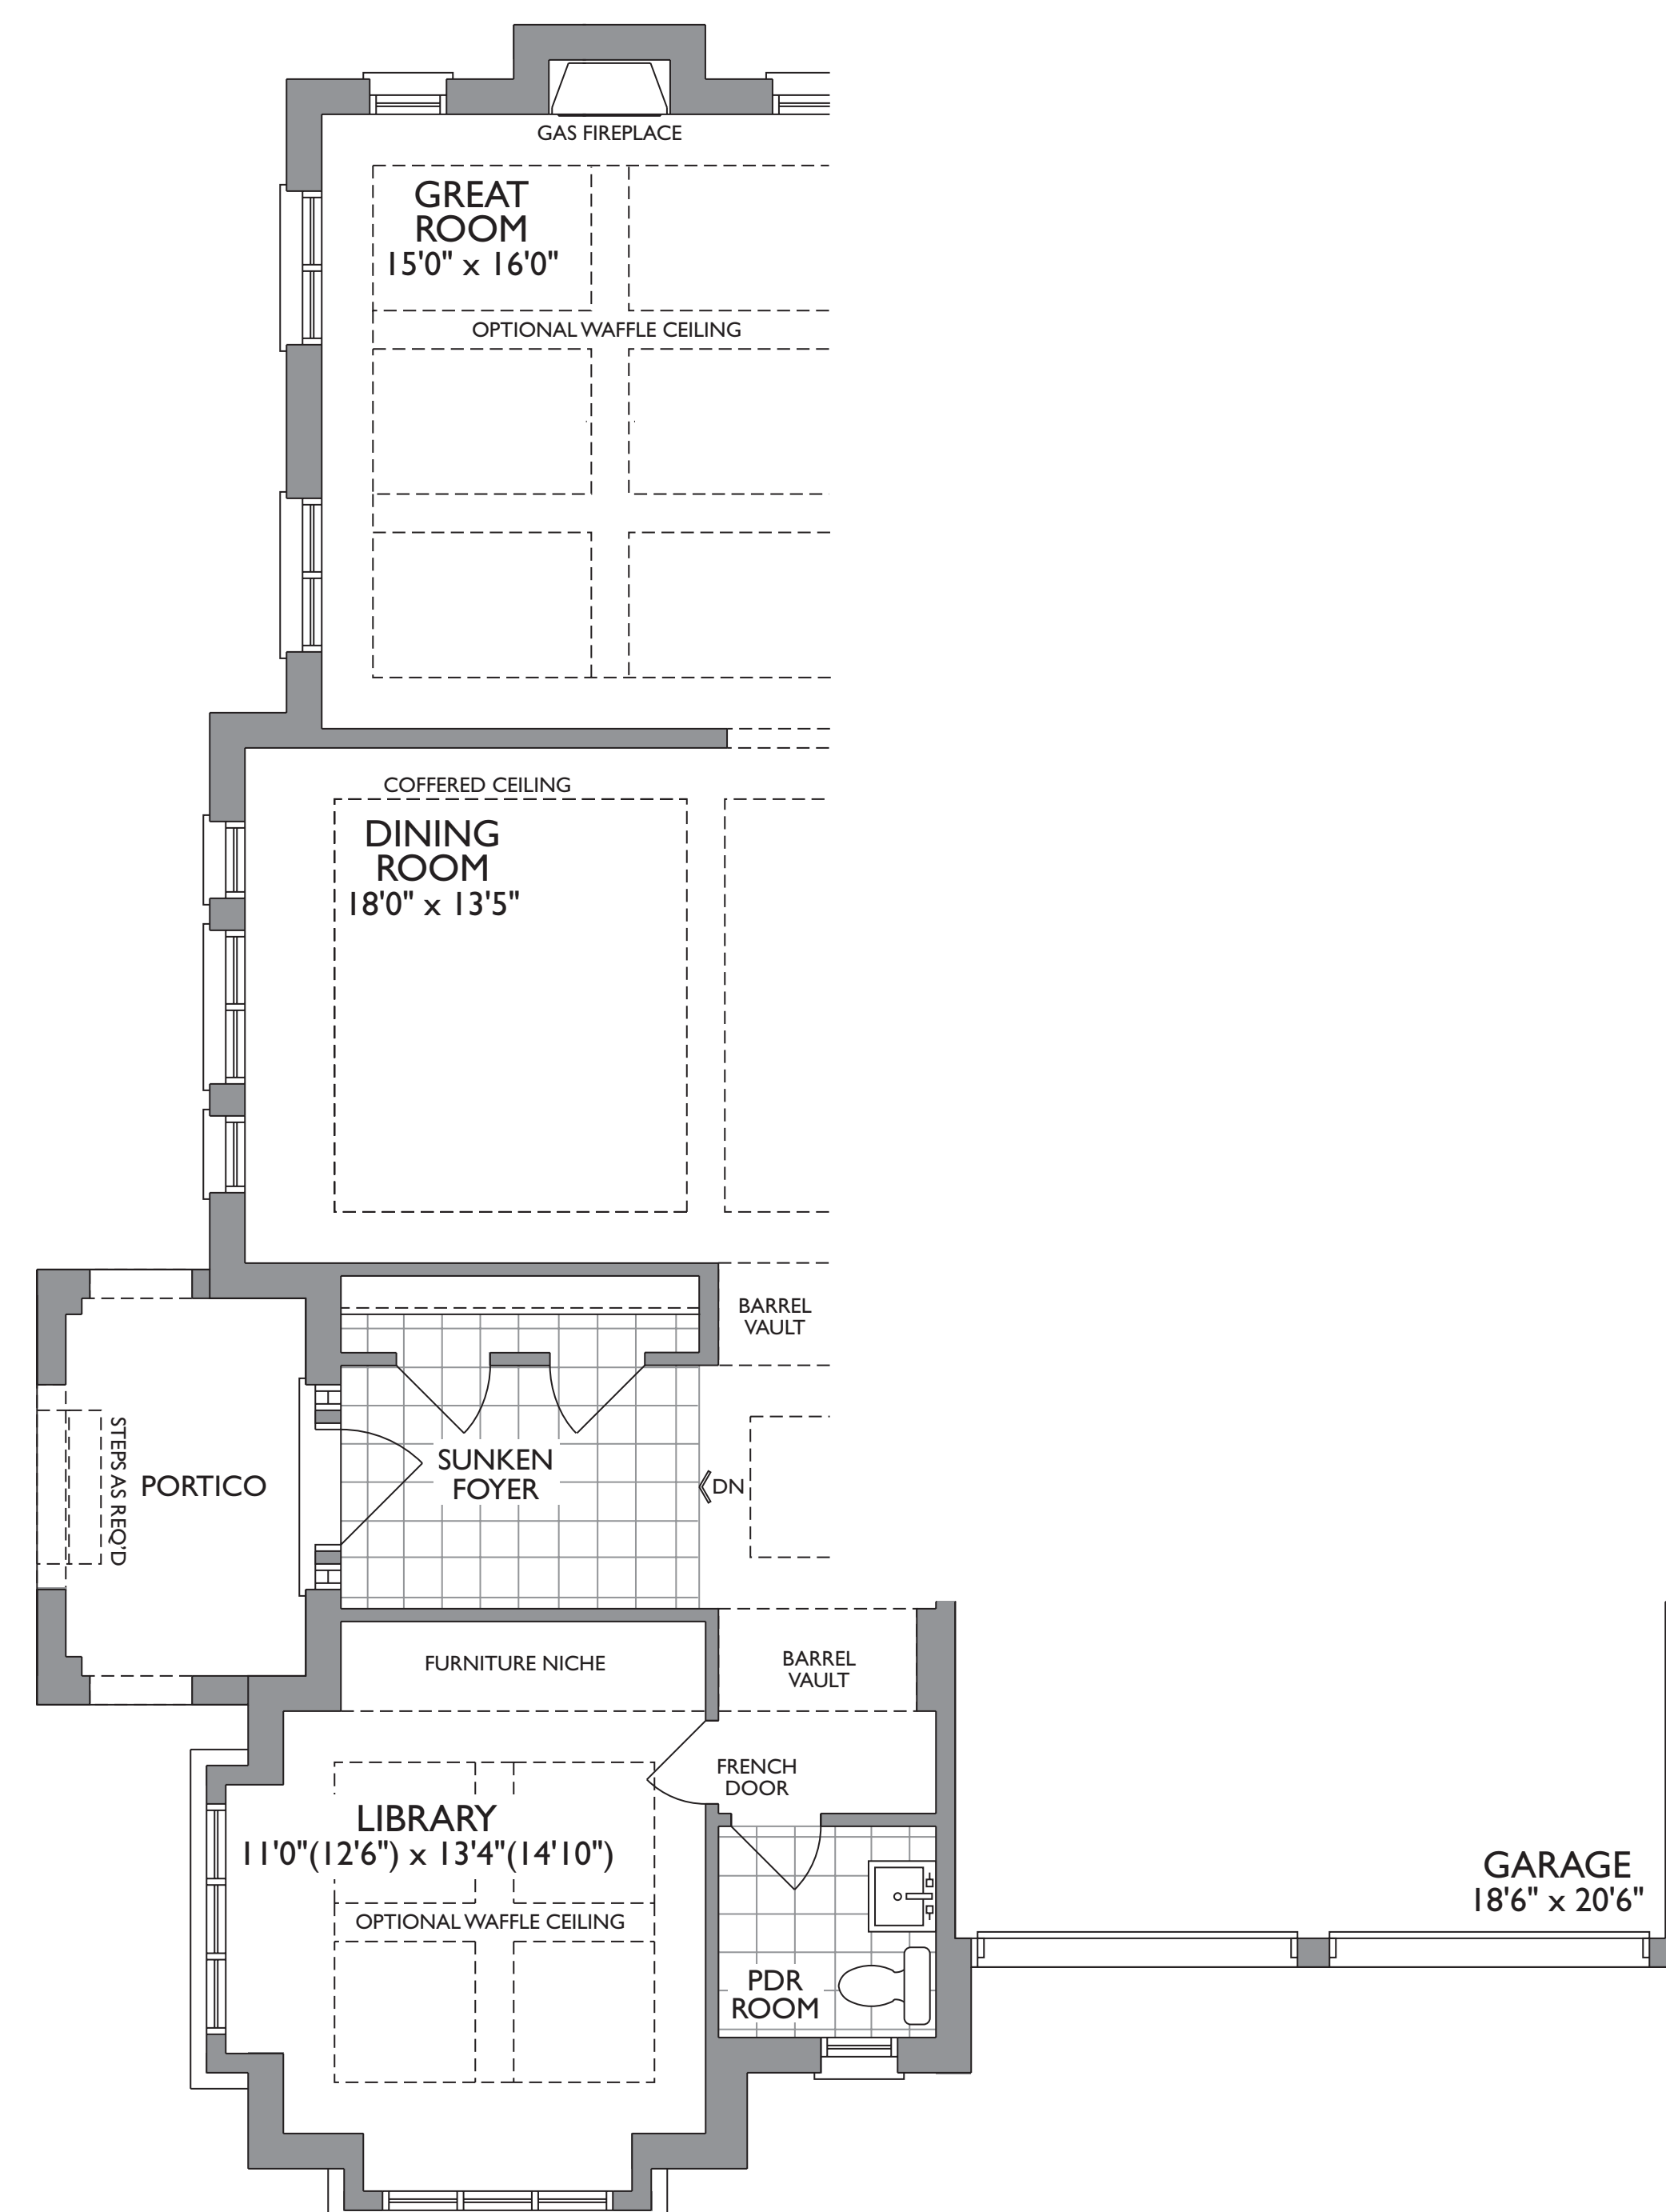 GAS FIREPLACE
GREAT
ROOM
15'0" x 16'0"
OPTIONAL WAFFLE CEILING
COFFERED CEILING
DINING
ROOM
18'0" x 13'5"
BARREL
VAULT
STEPS AS REQ'D
PORTICO
SUNKEN
FOYER
DN
FURNITURE NICHE
BARREL
VAULT
FRENCH
DOOR
LIBRARY
11'0"(12'6") x 13'4"(14'10")
OPTIONAL WAFFLE CEILING
PDR
ROOM
GARAGE
18'6" x 20'6"